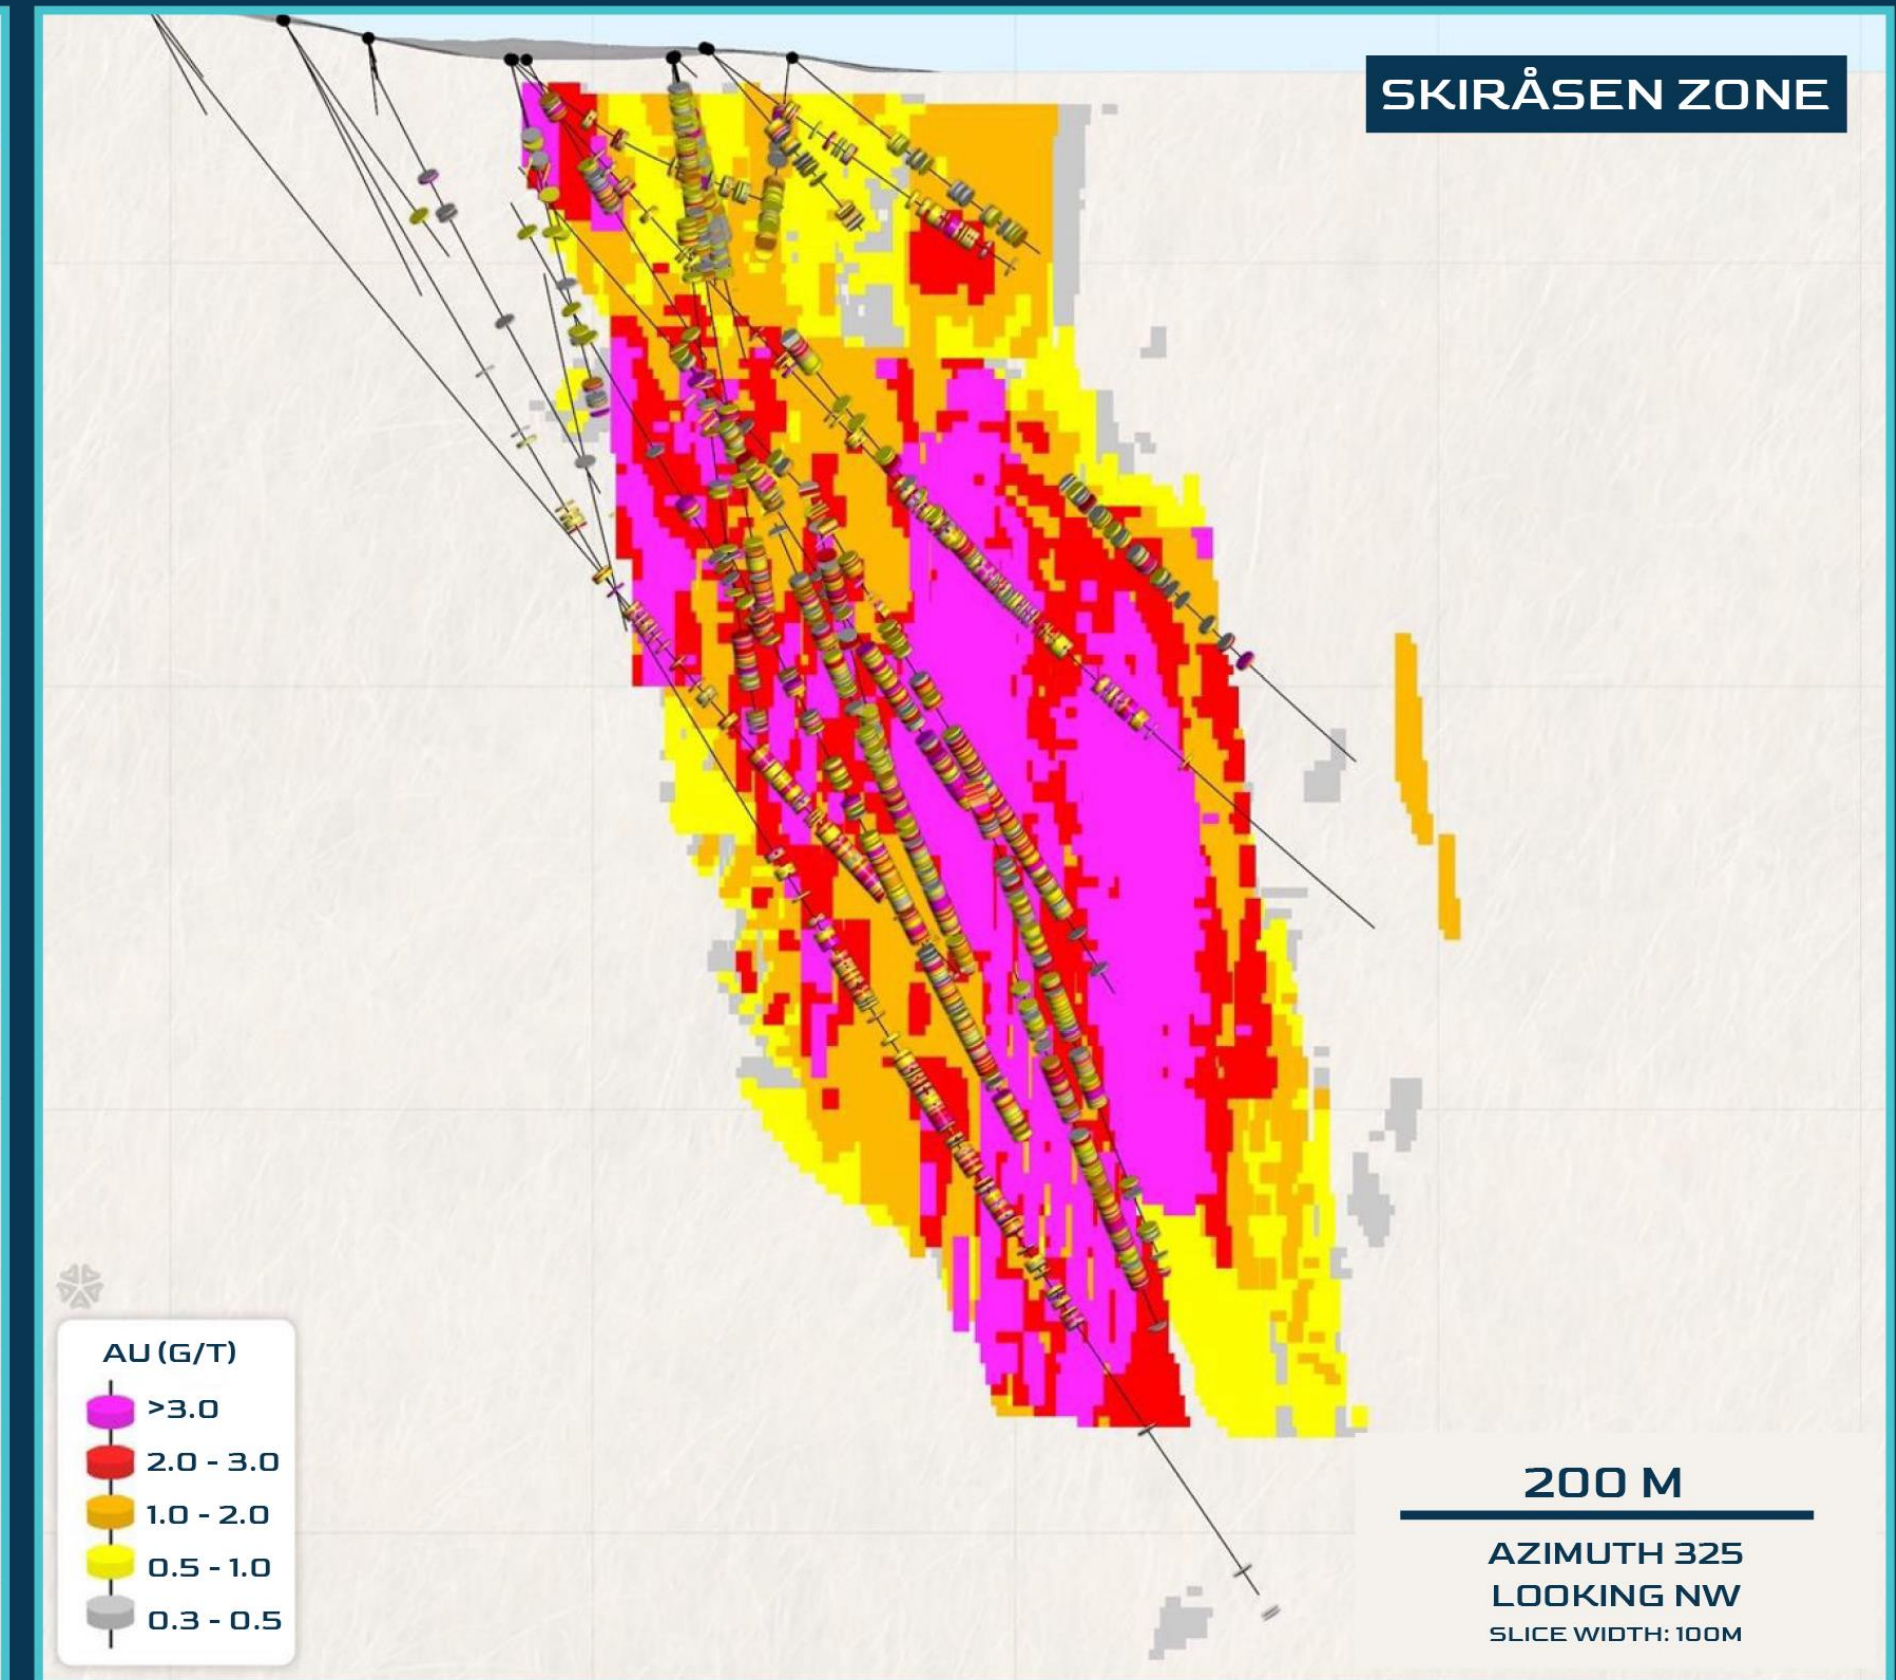 SKIRÅSEN ZONE
AU (G/T)
>3.0
2.0 - 3.0
1.0 - 2.0
0.5 - 1.0
0.3 - 0.5
200 M
AZIMUTH 325
LOOKING NW
SLICE WIDTH: 100M